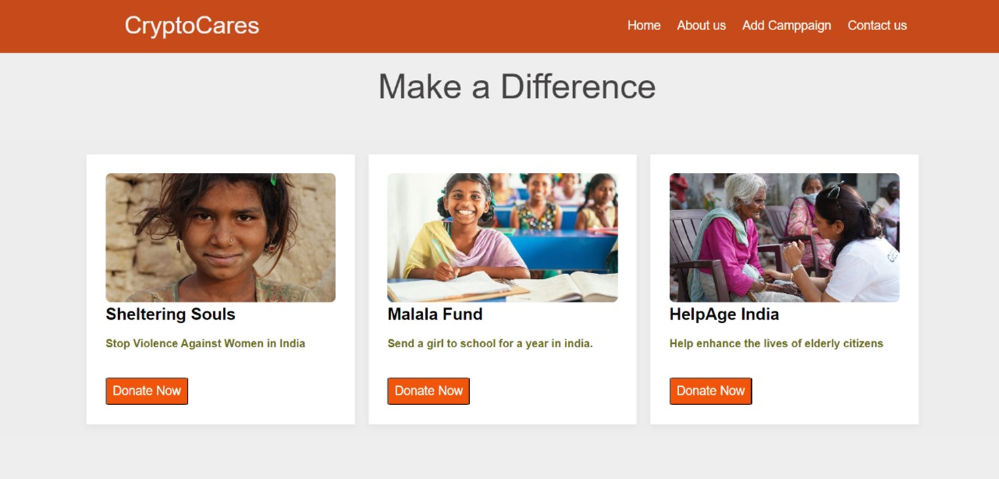 CryptoCares
Home About us Add Camppaign Contact us
Make a Difference
Sheltering Souls
Stop Violence Against Women in India
Donate Now
Malala Fund
Send a girl to school for a year in india.
Donate Now
HelpAge India
Help enhance the lives of elderly citizens
Donate Now